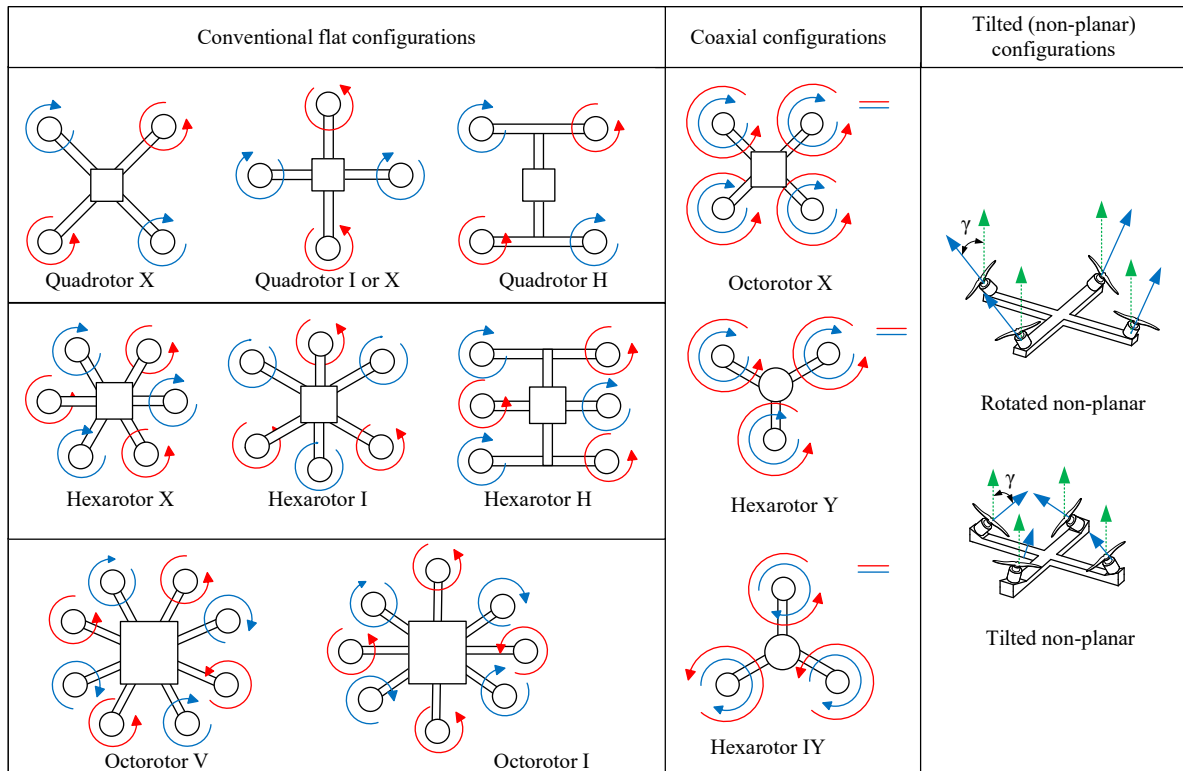 Conventional flat configurations
Coaxial configurations
Tilted (non-planar)
configurations
Quadrotor X
Quadrotor I or X
Quadrotor H
Octorotor X
γ
Rotated non-planar
Hexarotor X
Hexarotor I
Hexarotor H
Hexarotor Y
γ
Tilted non-planar
Octorotor V
Octorotor I
Hexarotor IY